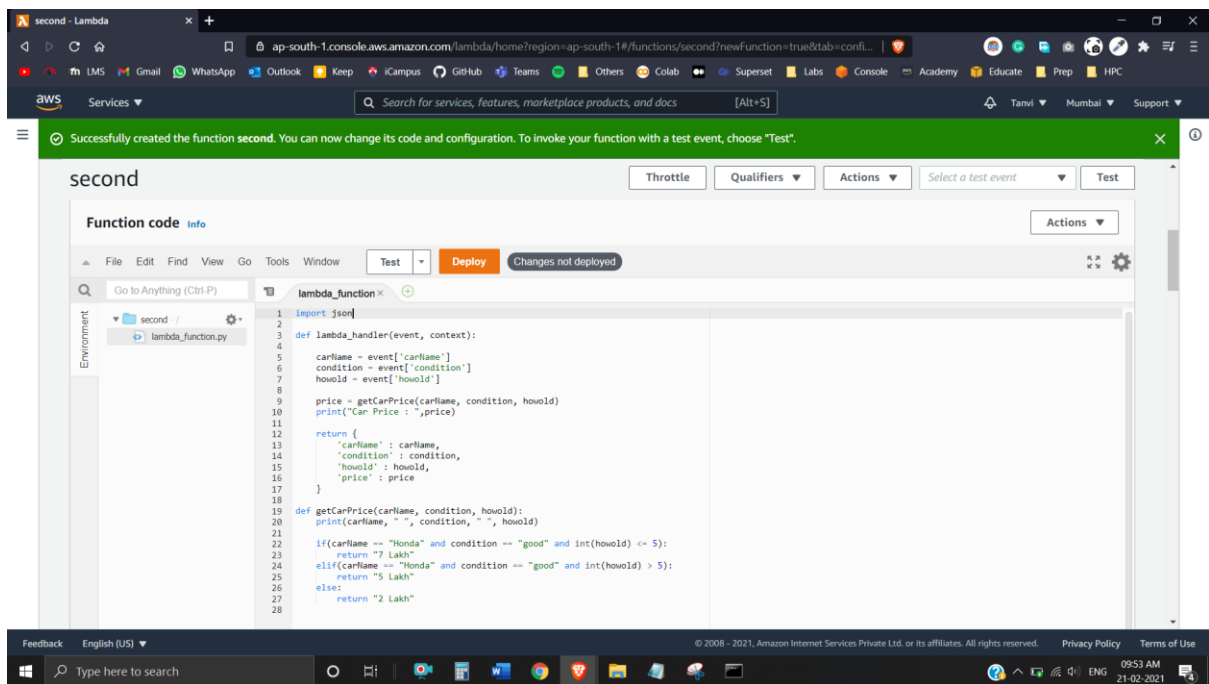 second - Lambda
ap-south-1.console.aws.amazon.com/lambda/home?region=ap-south-1#/functions/second?newFunction=true&tab=confi...
LMS Gmail WhatsApp Outlook Keep iCampus GitHub Teams Others Colab Superset Labs Console Academy Educate Prep HPC
aws Services ▼ Search for services, features, marketplace products, and docs [Alt+S] Tanvi ▼ Mumbai ▼ Support ▼
Successfully created the function second. You can now change its code and configuration. To invoke your function with a test event, choose "Test".
second Throttle Qualifiers ▼ Actions ▼ Select a test event ▼ Test
Function code Info Actions ▼
File Edit Find View Go Tools Window Test Deploy Changes not deployed
Go to Anything (Ctrl-P) lambda_function
Environment
second - /
lambda_function.py
1 import json
2
3 def lambda_handler(event, context):
4
5 carName = event['carName']
6 condition = event['condition']
7 howold = event['howold']
8
9 price = getCarPrice(carName, condition, howold)
10 print("Car Price : ",price)
11
12 return {
13 'carName' : carName,
14 'condition' : condition,
15 'howold' : howold,
16 'price' : price
17 }
18
19 def getCarPrice(carName, condition, howold):
20 print(carName, " ", condition, " ", howold)
21
22 if(carName == "Honda" and condition == "good" and int(howold) <= 5):
23 return "7 Lakh"
24 elif(carName == "Honda" and condition == "good" and int(howold) > 5):
25 return "5 Lakh"
26 else:
27 return "2 Lakh"
28
Feedback English (US) ▼ © 2008 - 2021, Amazon Internet Services Private Ltd. or its affiliates. All rights reserved. Privacy Policy Terms of Use
Type here to search ENG 09:53 AM
21-02-2021